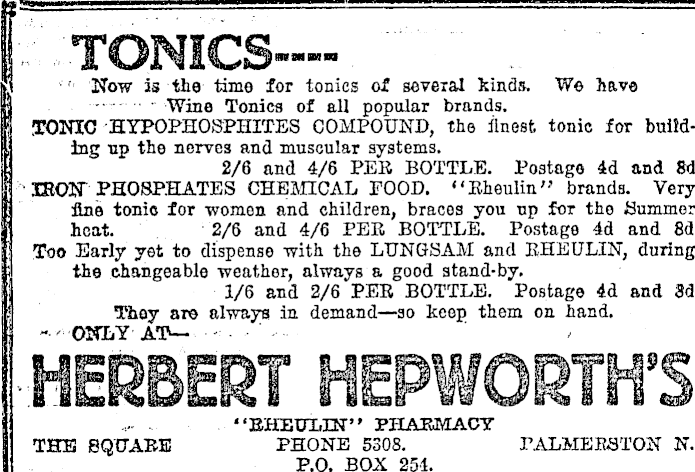 TONICS----
Now is the time for tonics of several kinds. We have
Wine Tonics of all popular brands.
TONIC HYPOPHOSPHITES COMPOUND, the finest tonic for build-
ing up the nerves and muscular systems.
2/6 and 4/6 PER BOTTLE. Postage 4d and 8d
IRON PHOSPHATES CHEMICAL FOOD. "Rheulin" brands. Very
fine tonic for women and children, braces you up for the Summer
heat. 2/6 and 4/6 PER BOTTLE. Postage 4d and 8d
Too Early yet to dispense with the LUNGSAM and RHEULIN, during
the changeable weather, always a good stand-by.
1/6 and 2/6 PER BOTTLE. Postage 4d and 8d
They are always in demand—so keep them on hand.
ONLY AT—
HERBERT HEPWORTH'S
"RHEULIN" PHARMACY
THE SQUARE PHONE 5308. PALMERSTON N.
P.O. BOX 254.